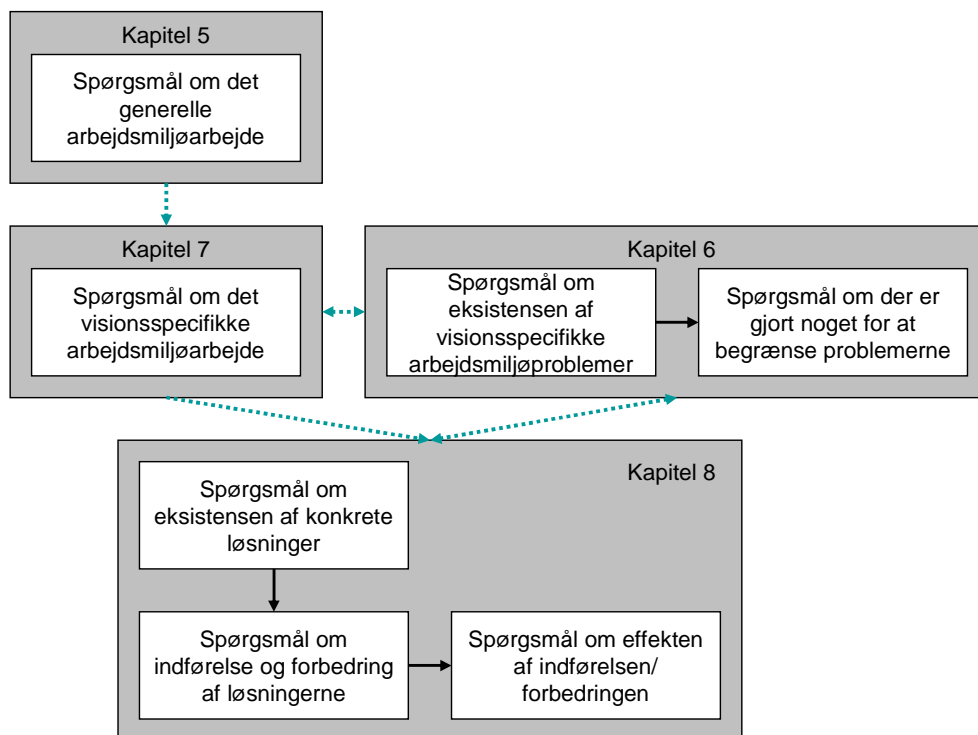 Kapitel 5
Spørgsmål om det
generelle
arbejdsmiljøarbejde
Kapitel 7
Spørgsmål om det
visionsspecifikke
arbejdsmiljøarbejde
Kapitel 6
Spørgsmål om
eksistensen af
visionsspecifikke
arbejdsmiljøproblemer
Spørgsmål om der er
gjort noget for at
begrænse problemerne
Kapitel 8
Spørgsmål om
eksistensen af konkrete
løsninger
Spørgsmål om
indførelse og forbedring
af løsningerne
Spørgsmål om effekten
af indførelsen/
forbedringen